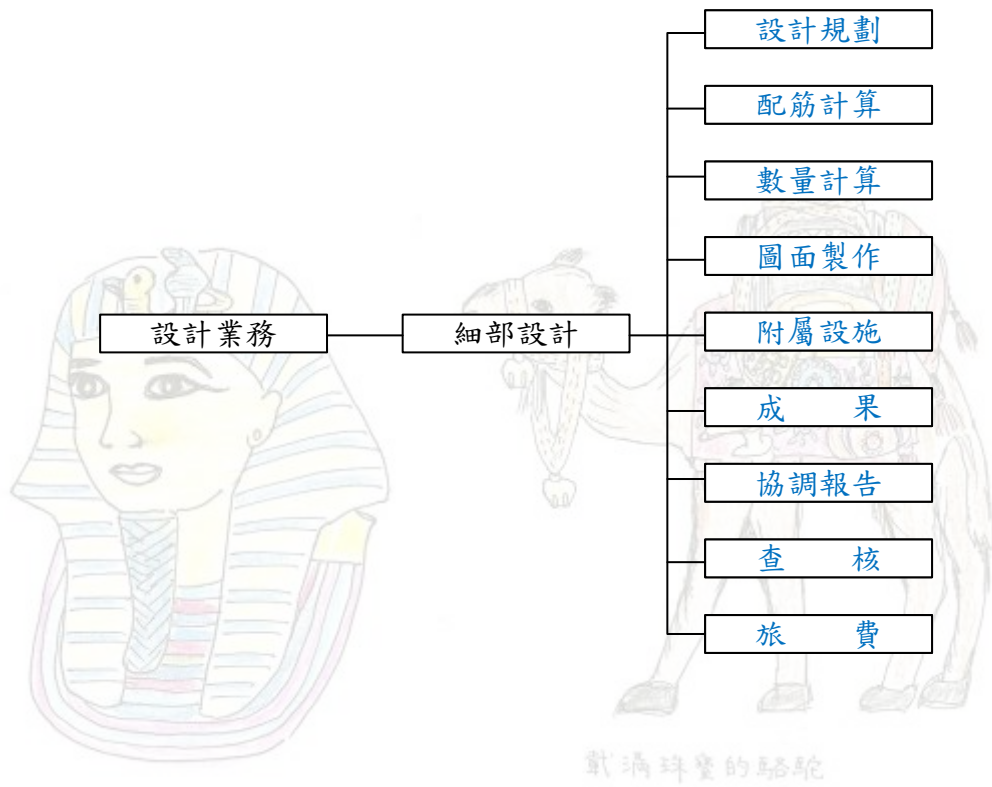 設計規劃
配筋計算
數量計算
圖面製作
設計業務
細部設計
附屬設施
成 果
協調報告
查 核
旅 費
載滿珠寶的駱駝